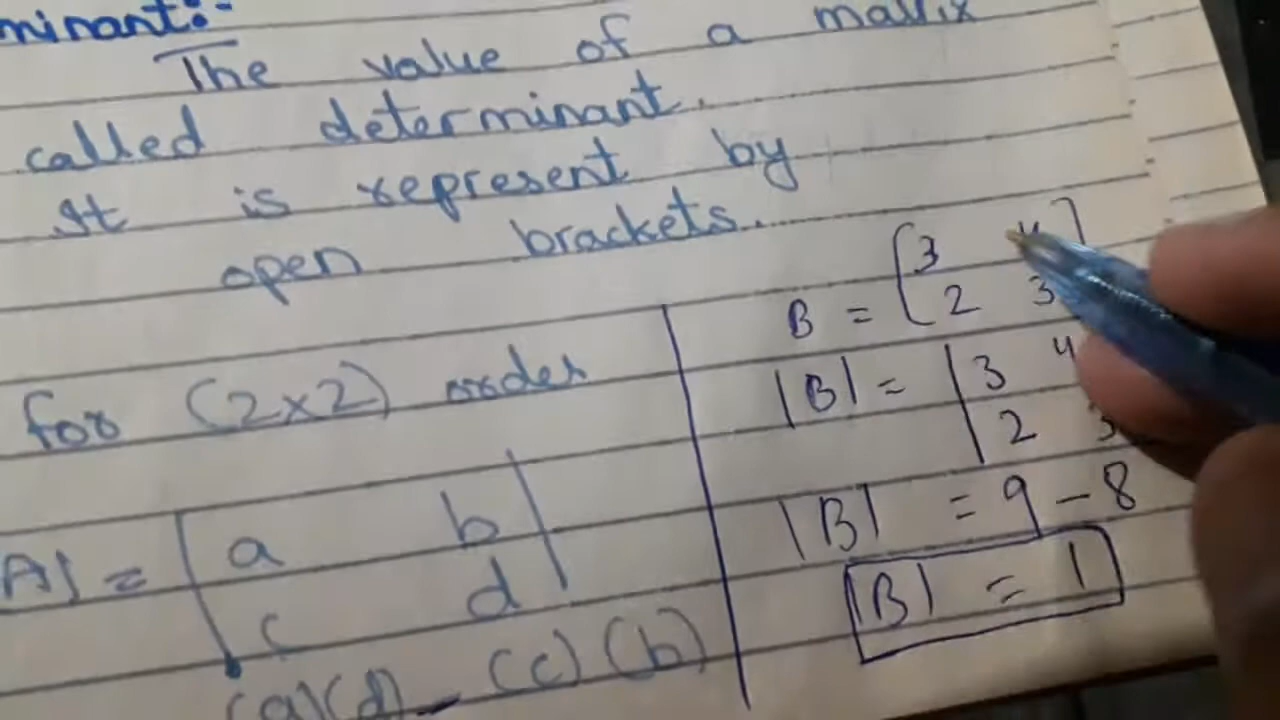 minant:-
The value of a matrix
called determinant.
It is represent by
open brackets...
for (2x2) order
A| = | a b |
| c d |
(a)(d) - (c)(b)
B = [ 3 4 ]
2 3
|B| = | 3 4
2 3
|B| = 9 - 8
|B| = 1